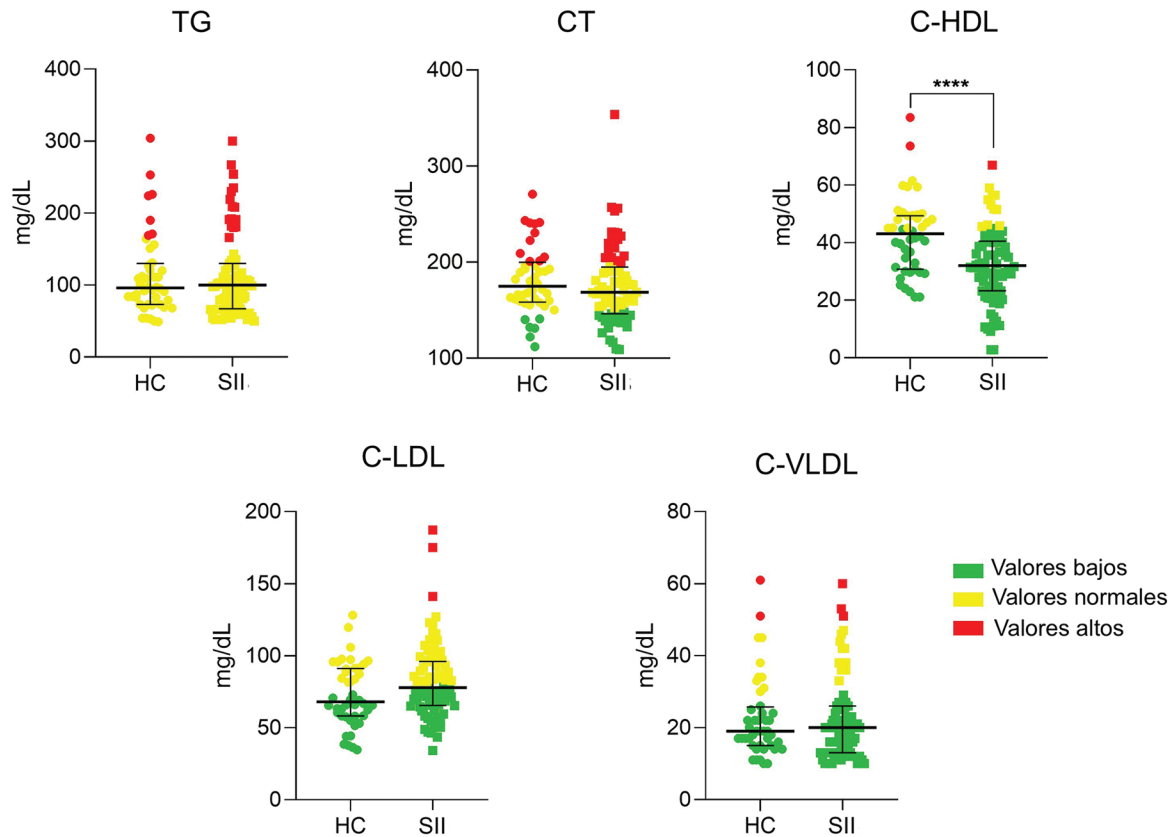 TG
400
300
200
100
0
mg/dL
HC
SII
CT
400
300
200
100
mg/dL
HC
SII
C-HDL
100
80
60
40
20
0
mg/dL
****
HC
SII
C-LDL
200
150
100
50
0
mg/dL
HC
SII
C-VLDL
80
60
40
20
0
mg/dL
HC
SII
Valores bajos
Valores normales
Valores altos